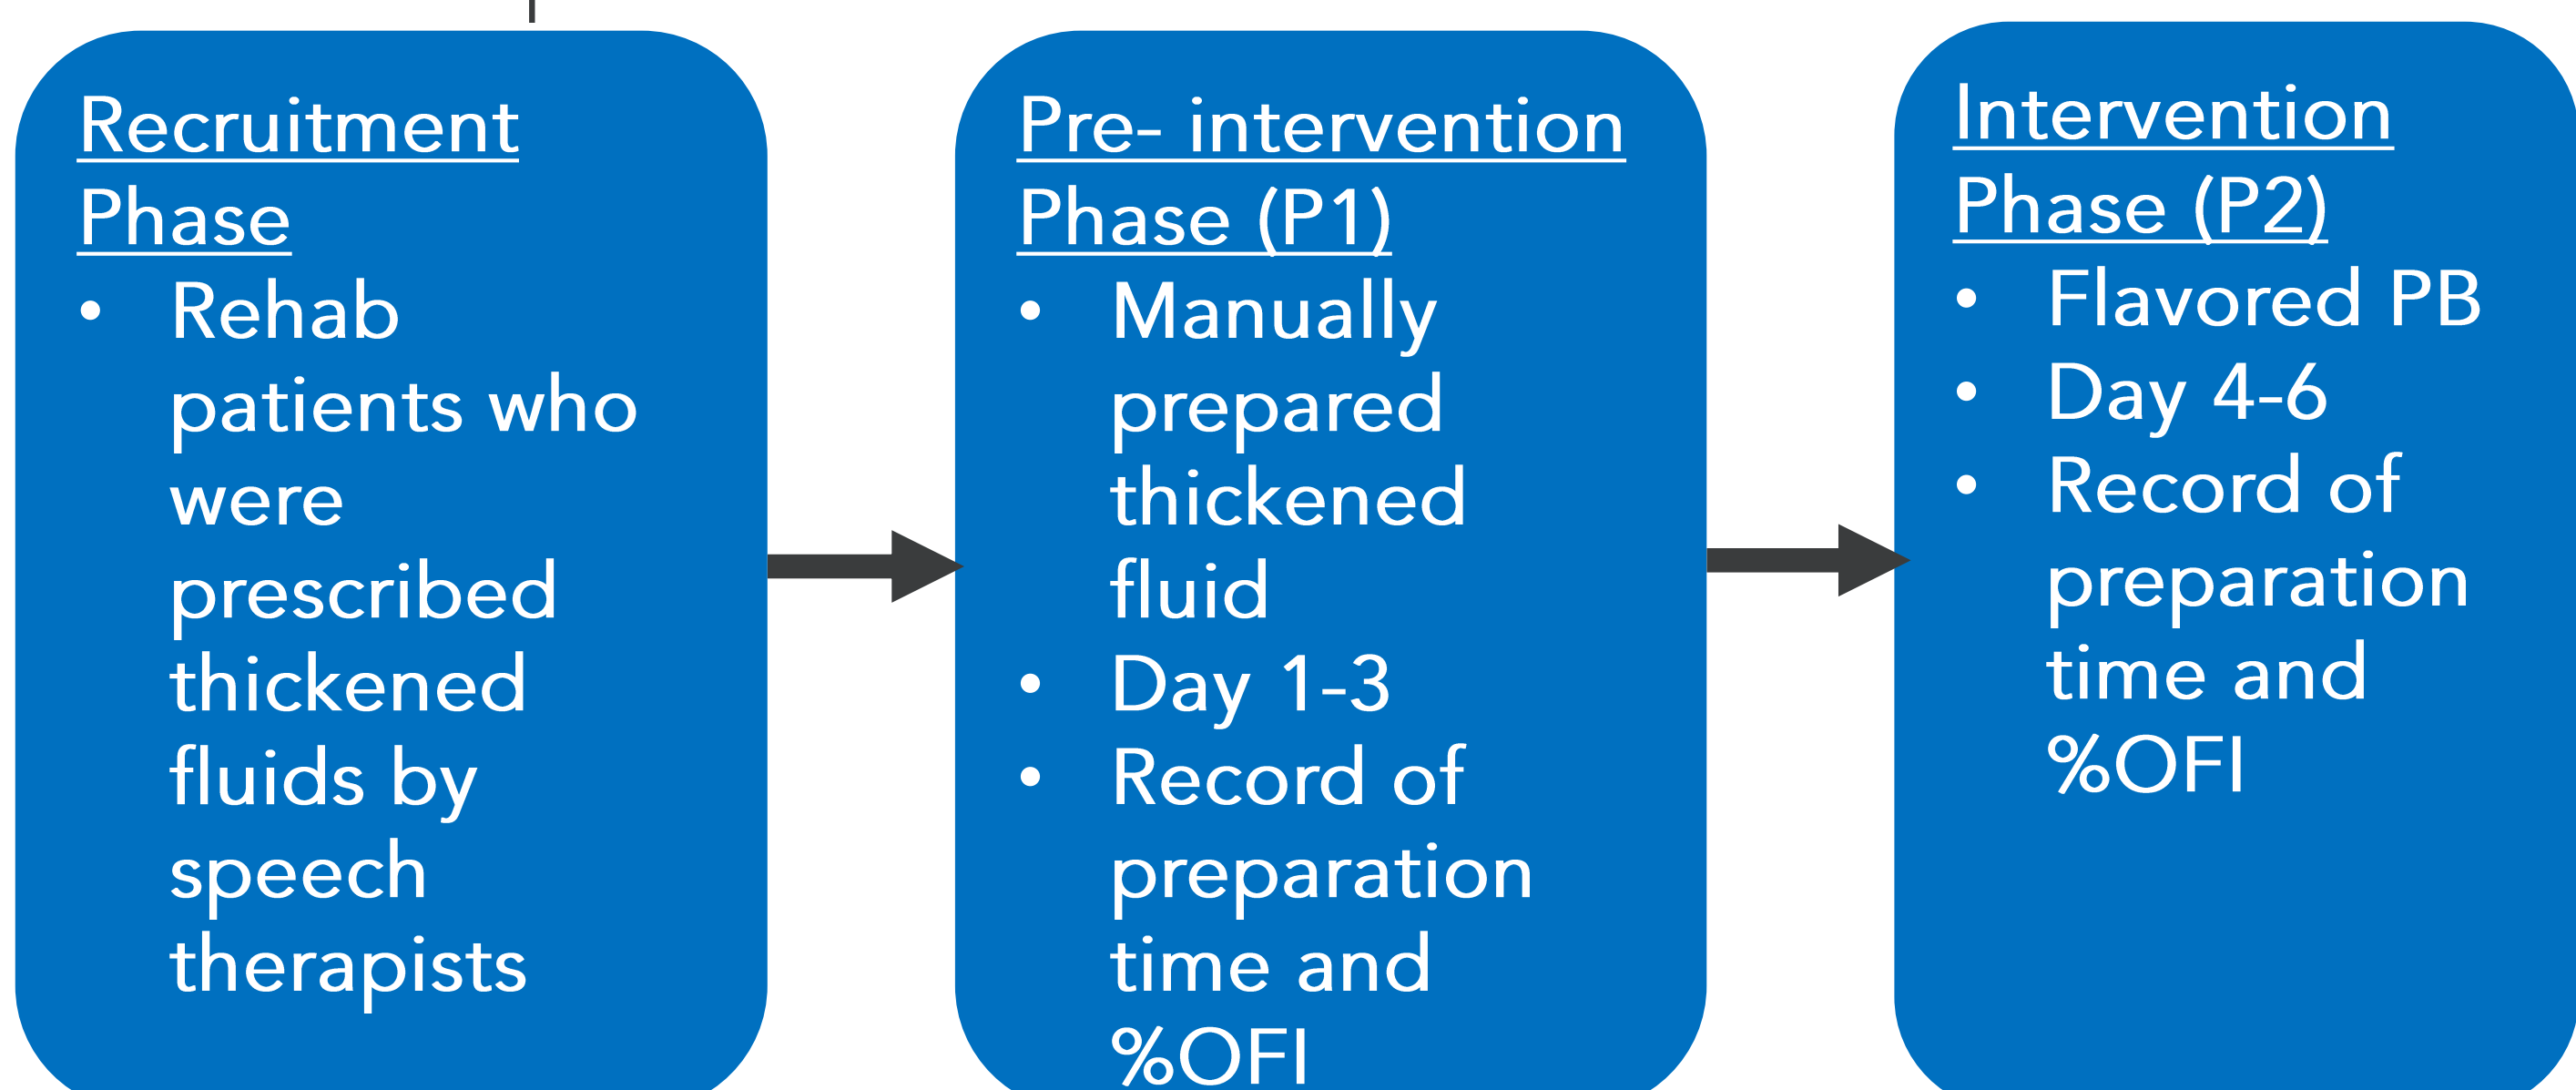 Recruitment
Phase
• Rehab
patients who
were
prescribed
thickened
fluids by
speech
therapists
Pre- intervention
Phase (P1)
• Manually
prepared
thickened
fluid
• Day 1-3
• Record of
preparation
time and
%OFI
Intervention
Phase (P2)
• Flavored PB
• Day 4-6
• Record of
preparation
time and
%OFI